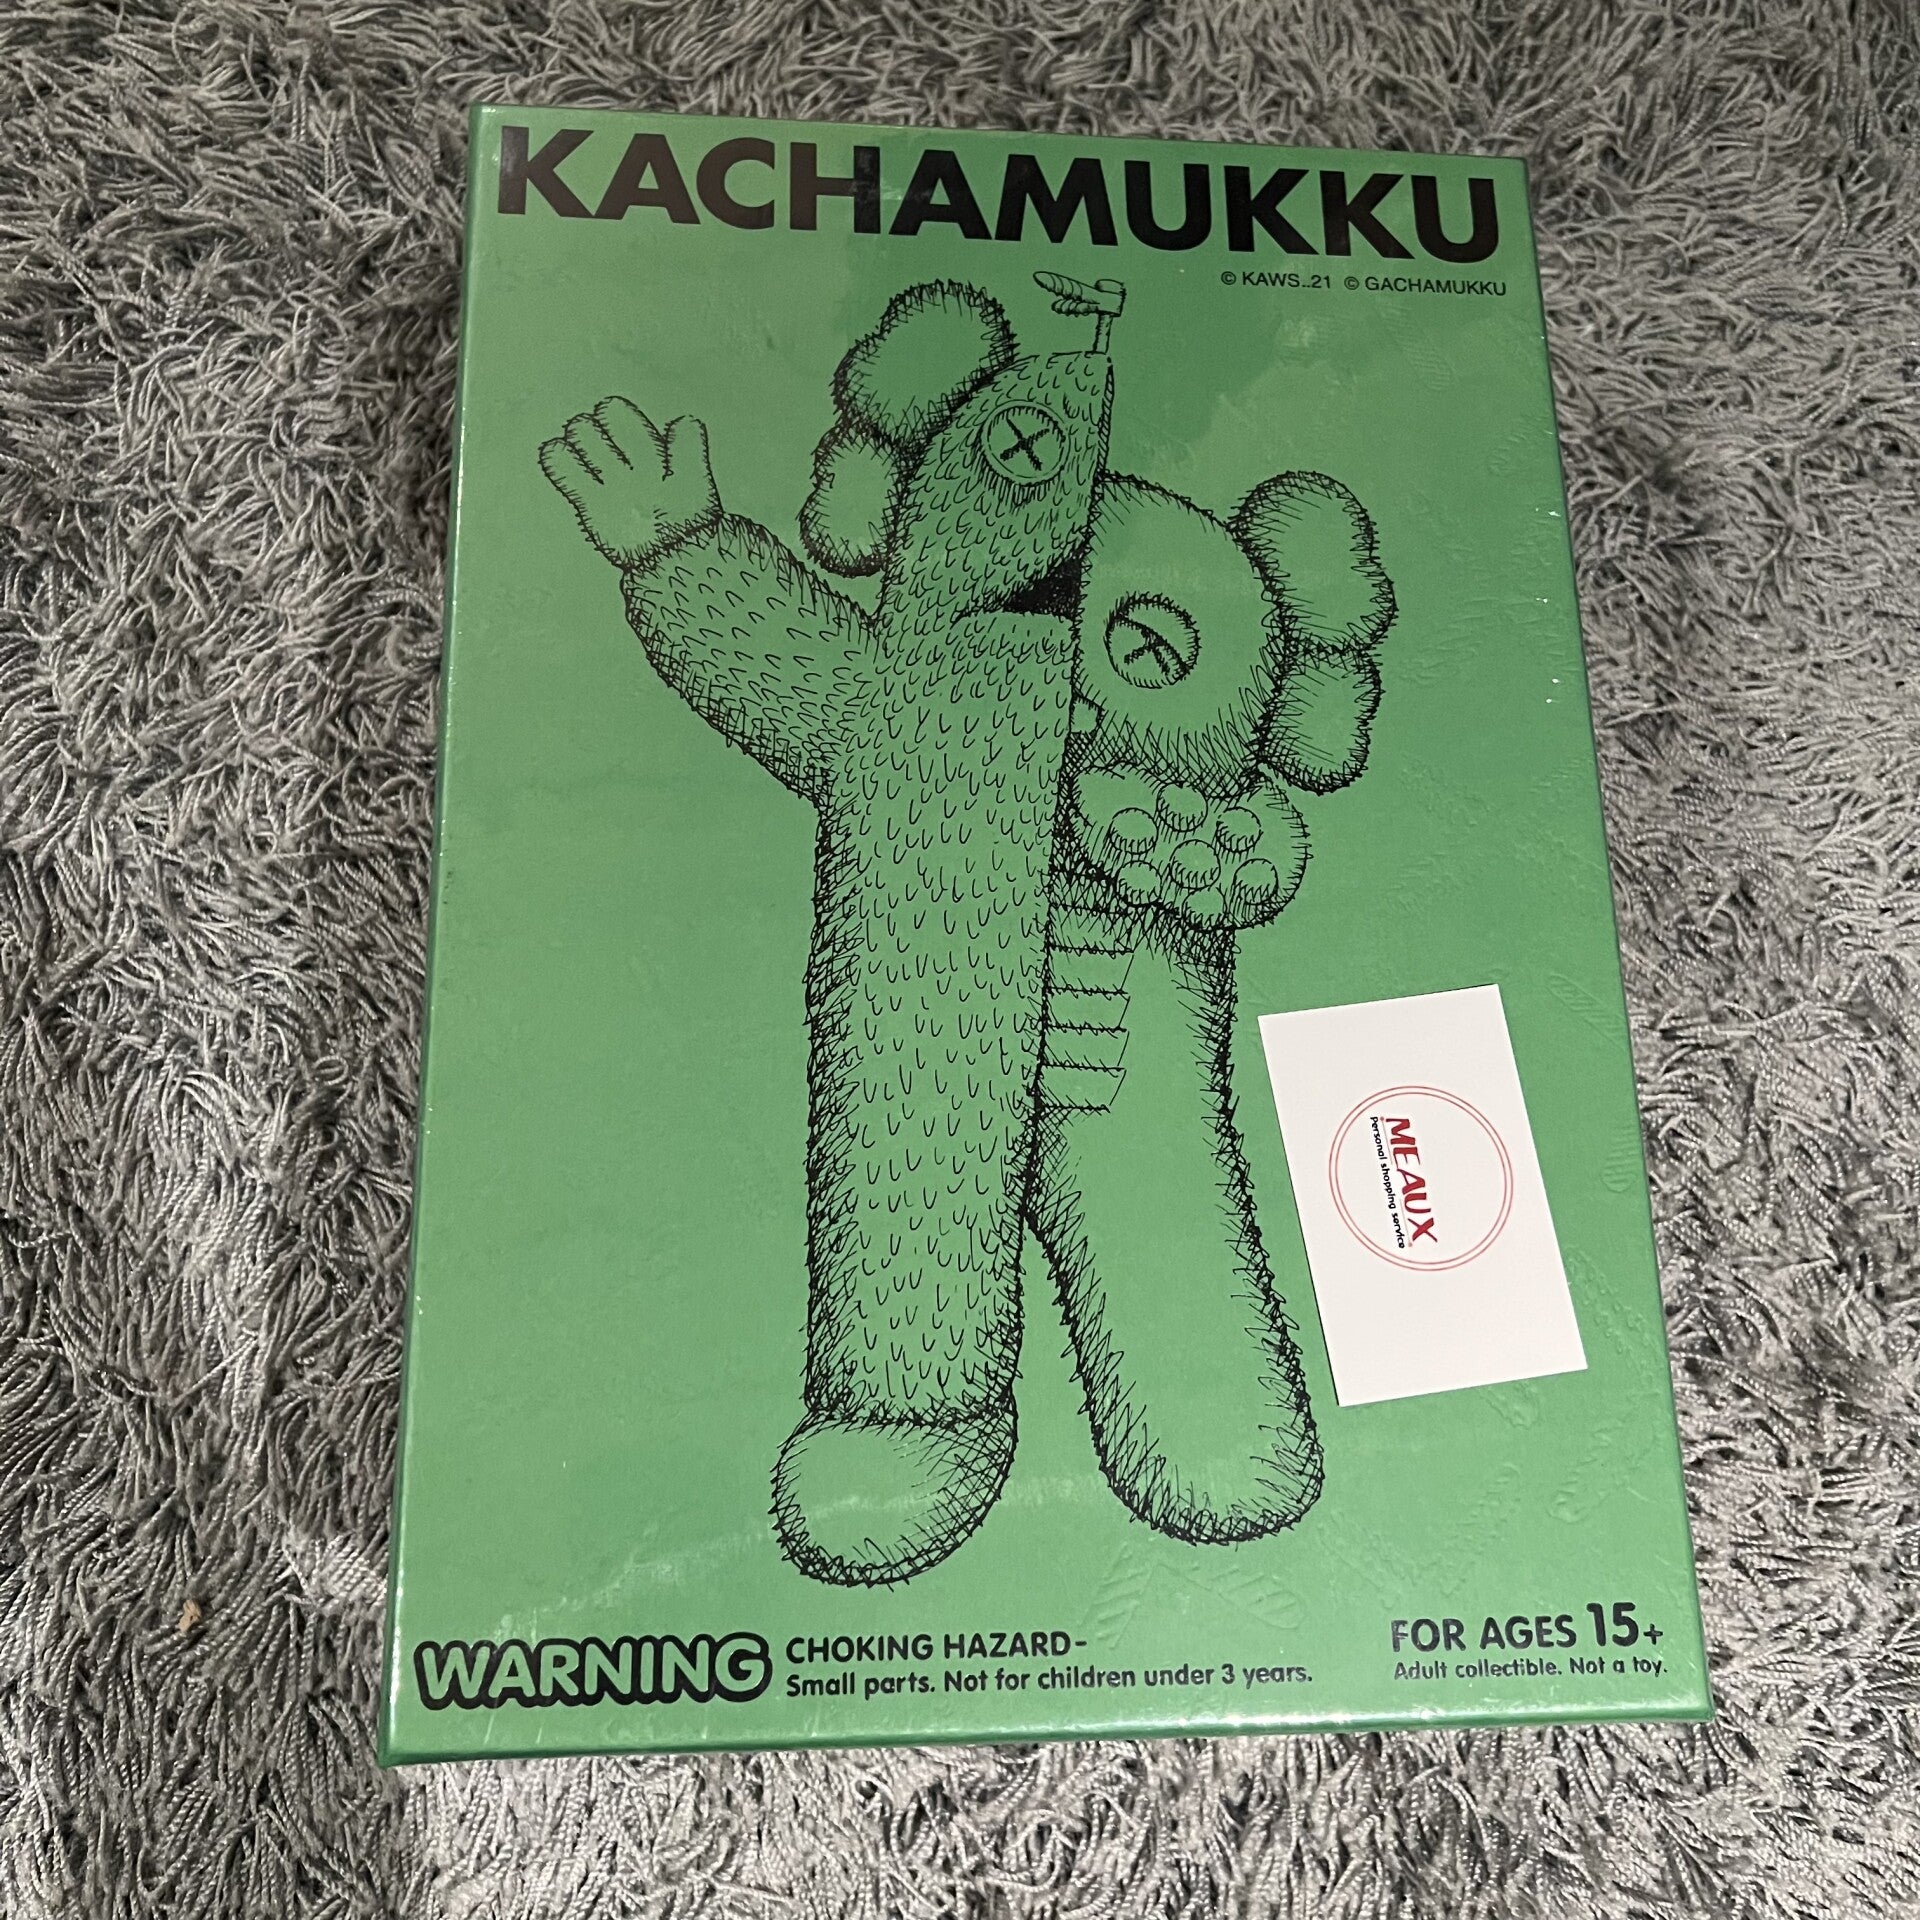 KACHAMUKKU
© KAWS..21 © GACHAMUKKU
MEAUX
Personal shopping service
WARNING
CHOKING HAZARD-
Small parts. Not for children under 3 years.
FOR AGES 15+
Adult collectible. Not a toy.